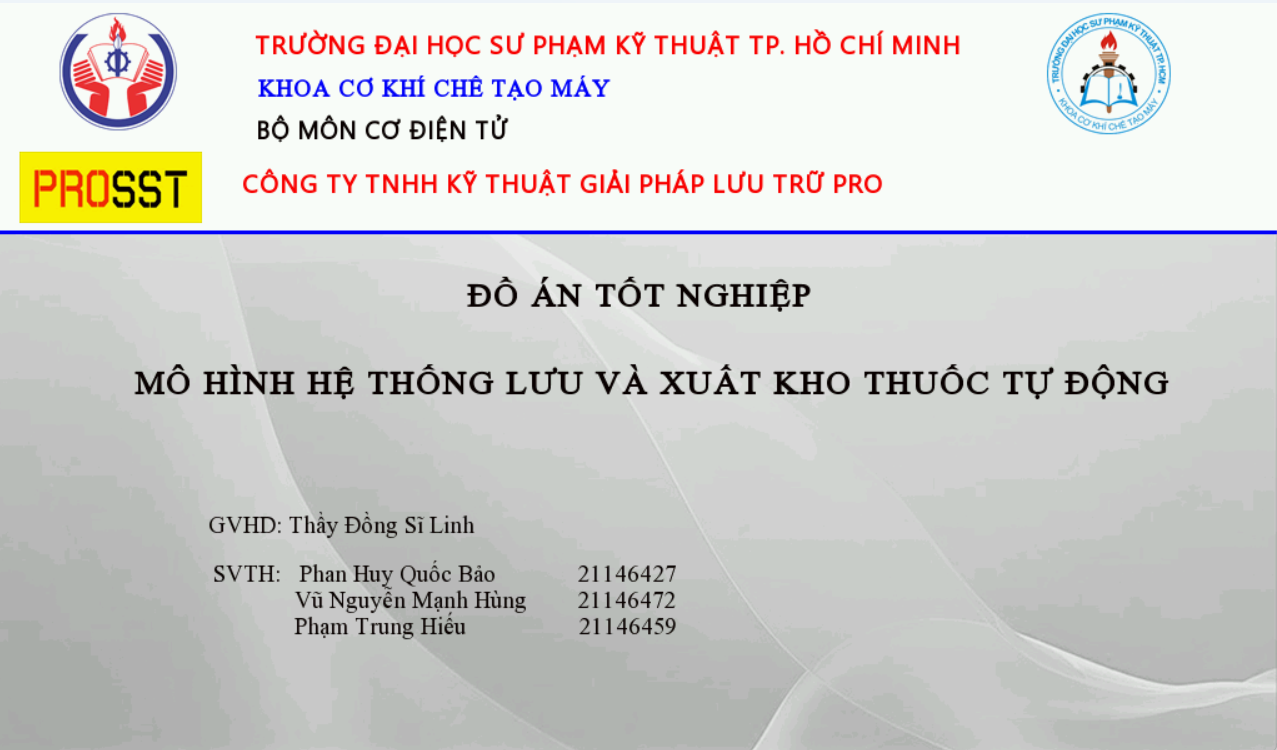 TRƯỜNG ĐẠI HỌC SƯ PHẠM KỸ THUẬT TP. HỒ CHÍ MINH
KHOA CƠ KHÍ CHẾ TẠO MÁY
BỘ MÔN CƠ ĐIỆN TỬ
TRƯỜNG ĐẠI HỌC SƯ PHẠM KỸ THUẬT TP.HCM
KHOA CƠ KHÍ CHẾ TẠO MÁY
PROSST
CÔNG TY TNHH KỸ THUẬT GIẢI PHÁP LƯU TRỮ PRO
ĐỒ ÁN TỐT NGHIỆP
MÔ HÌNH HỆ THỐNG LƯU VÀ XUẤT KHO THUỐC TỰ ĐỘNG
GVHD: Thầy Đồng Sĩ Linh
SVTH: Phan Huy Quốc Bảo 21146427
Vũ Nguyễn Mạnh Hùng 21146472
Phạm Trung Hiếu 21146459